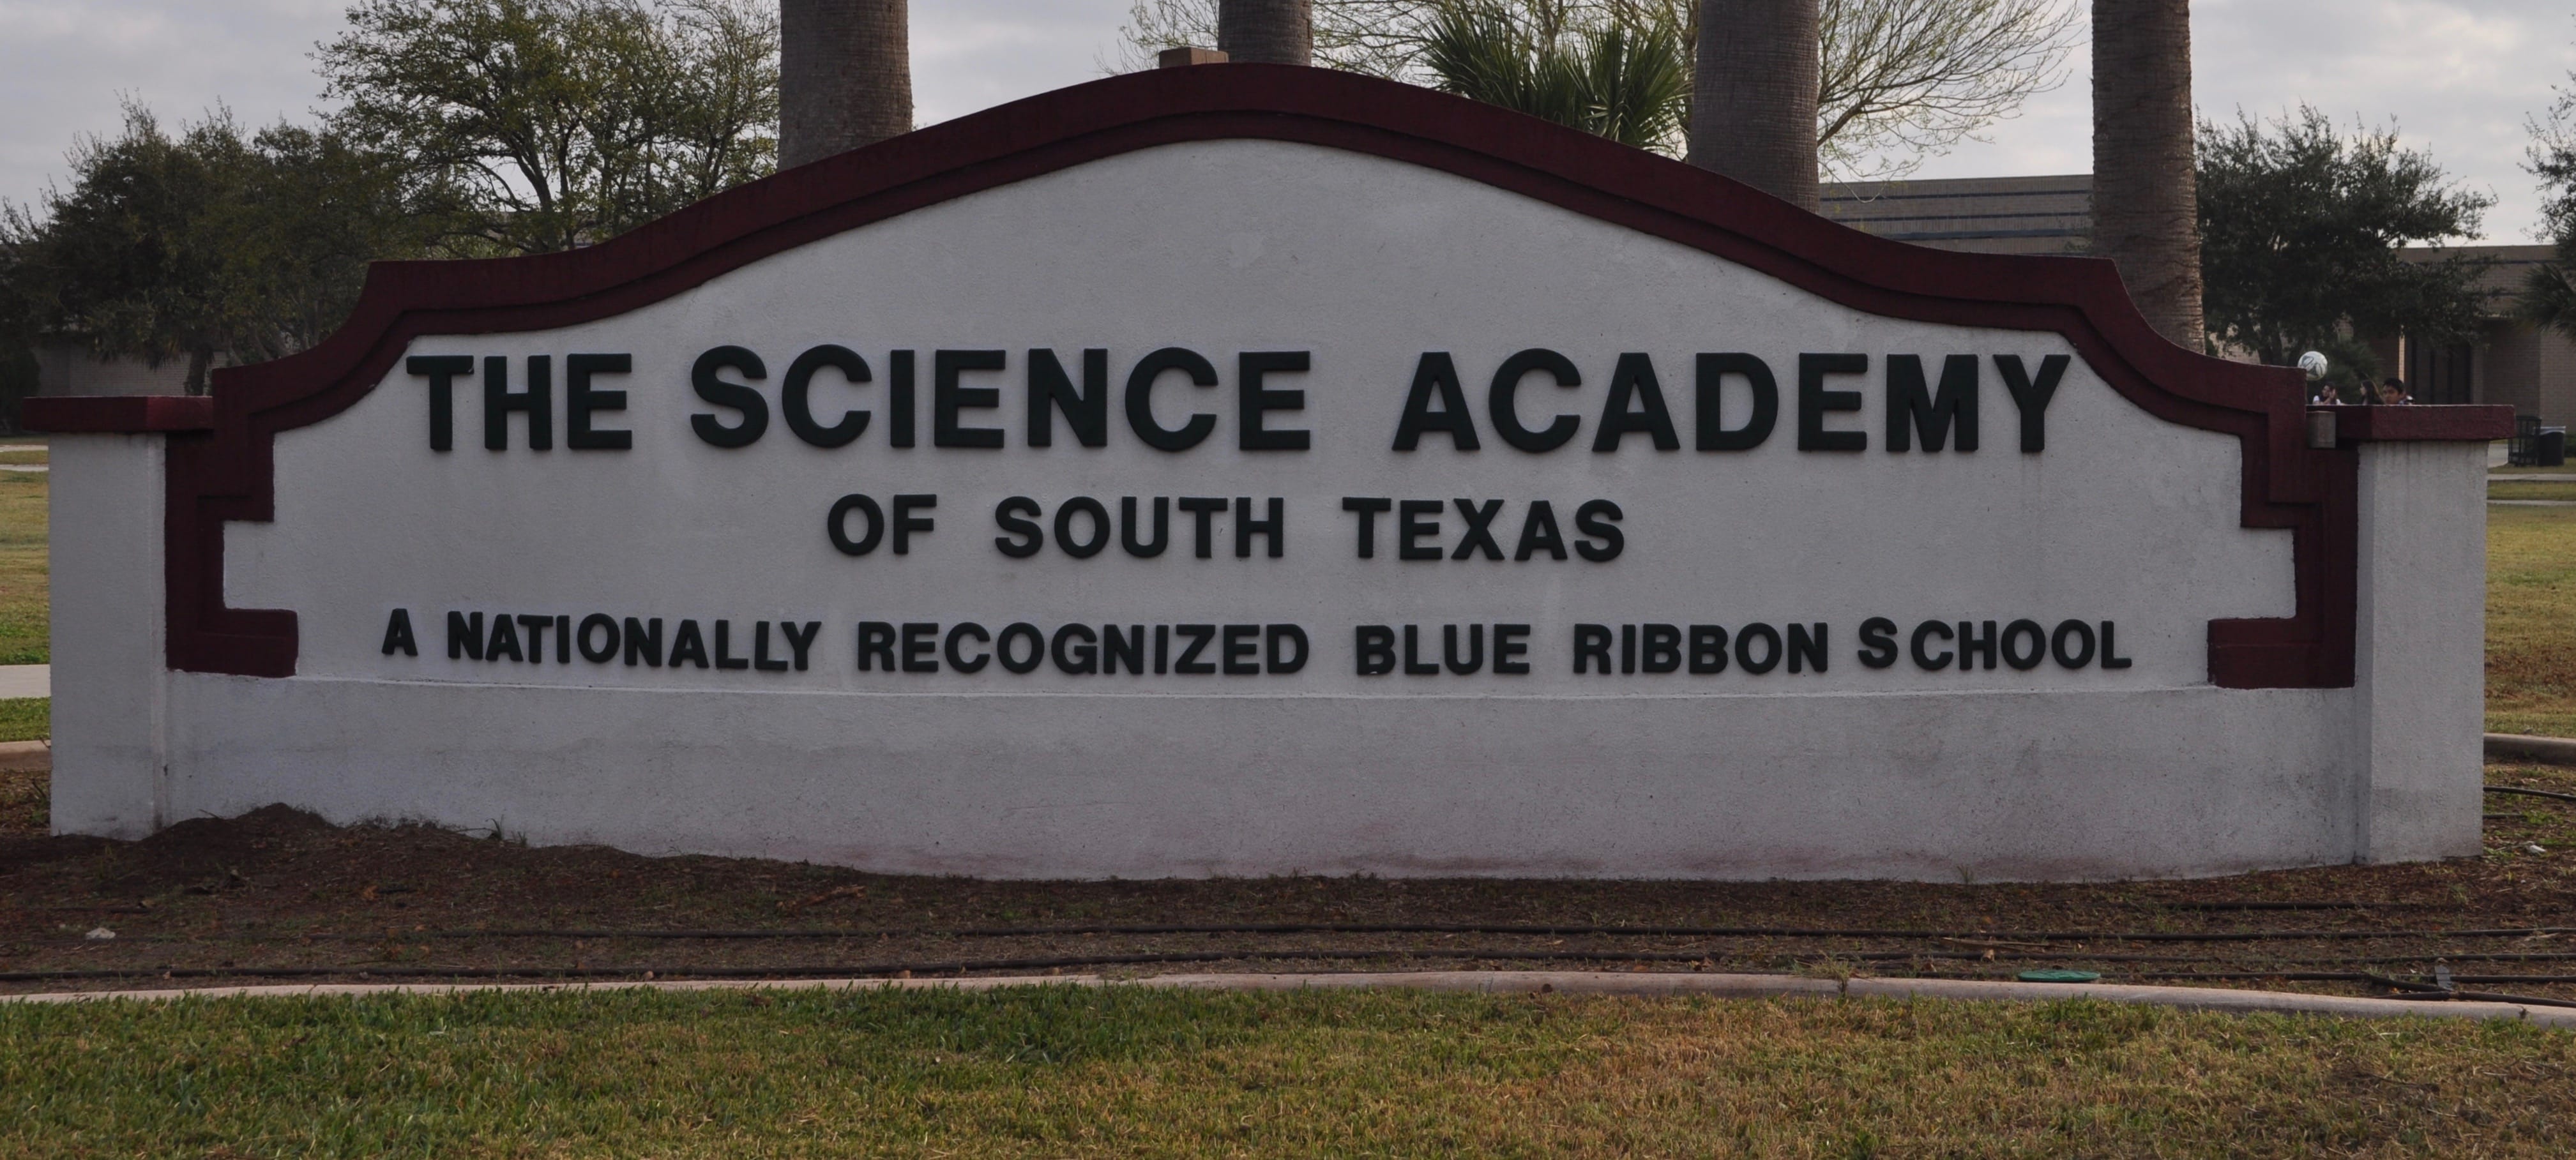 THE SCIENCE ACADEMY
OF SOUTH TEXAS
A NATIONALLY RECOGNIZED BLUE RIBBON SCHOOL